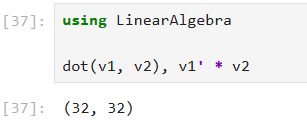 [37]: using LinearAlgebra
dot(v1, v2), v1' * v2
[37]: (32, 32)